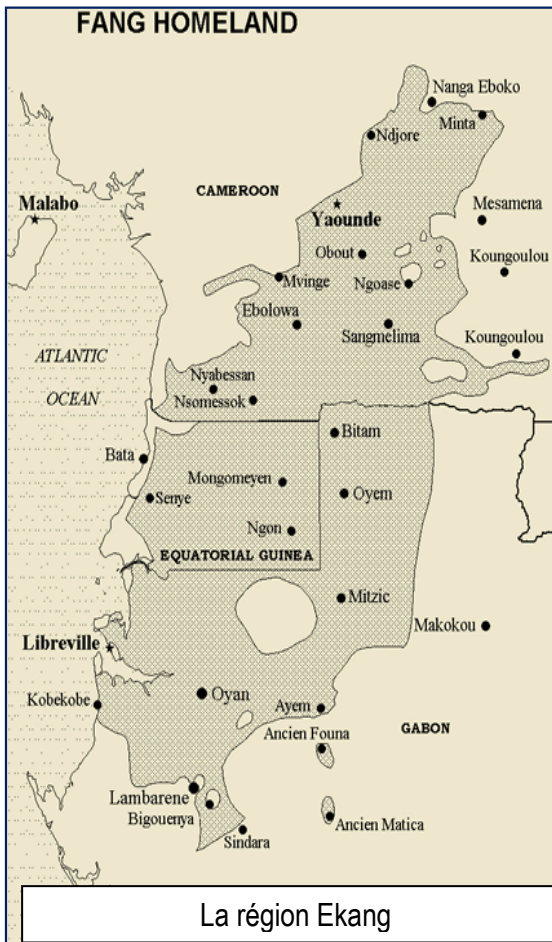 FANG HOMELAND
Nanga Eboko
Minta
Ndjore
CAMEROON
Malabo
Yaounde
Mesamena
Obout
Koungoulou
Mvinge
Ngoase
Ebolowa
Sangmelima
Koungoulou
ATLANTIC
OCEAN
Nyabessan
Nsomessok
Bitam
Bata
Mongomeyen
Senye
Oyem
Ngon
EQUATORIAL GUINEA
Mitzic
Makokou
Libreville
Oyan
Kobekobe
Ayem
GABON
Ancien Founa
Lambarene
Bigouenya
Ancien Matica
Sindara
La région Ekang